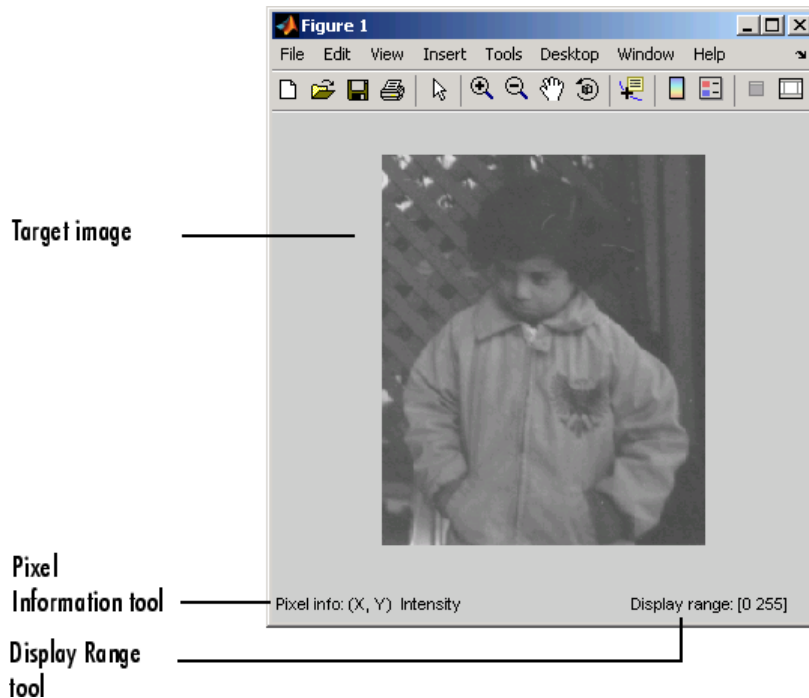 Figure 1
File Edit View Insert Tools Desktop Window Help
Target image
Pixel
Information tool
Pixel info: (X, Y) Intensity
Display range: [0 255]
Display Range
tool